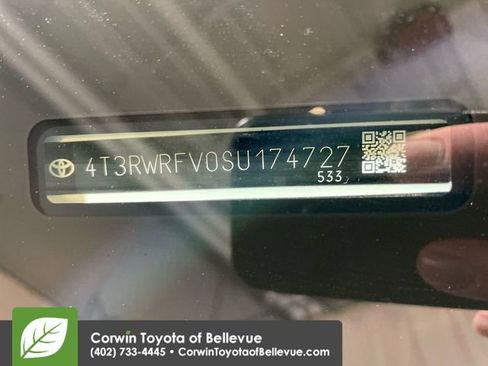 4T3RWRFV0SU174727
533
Corwin Toyota of Bellevue
(402) 733-4445 • CorwinToyotaofBellevue.com